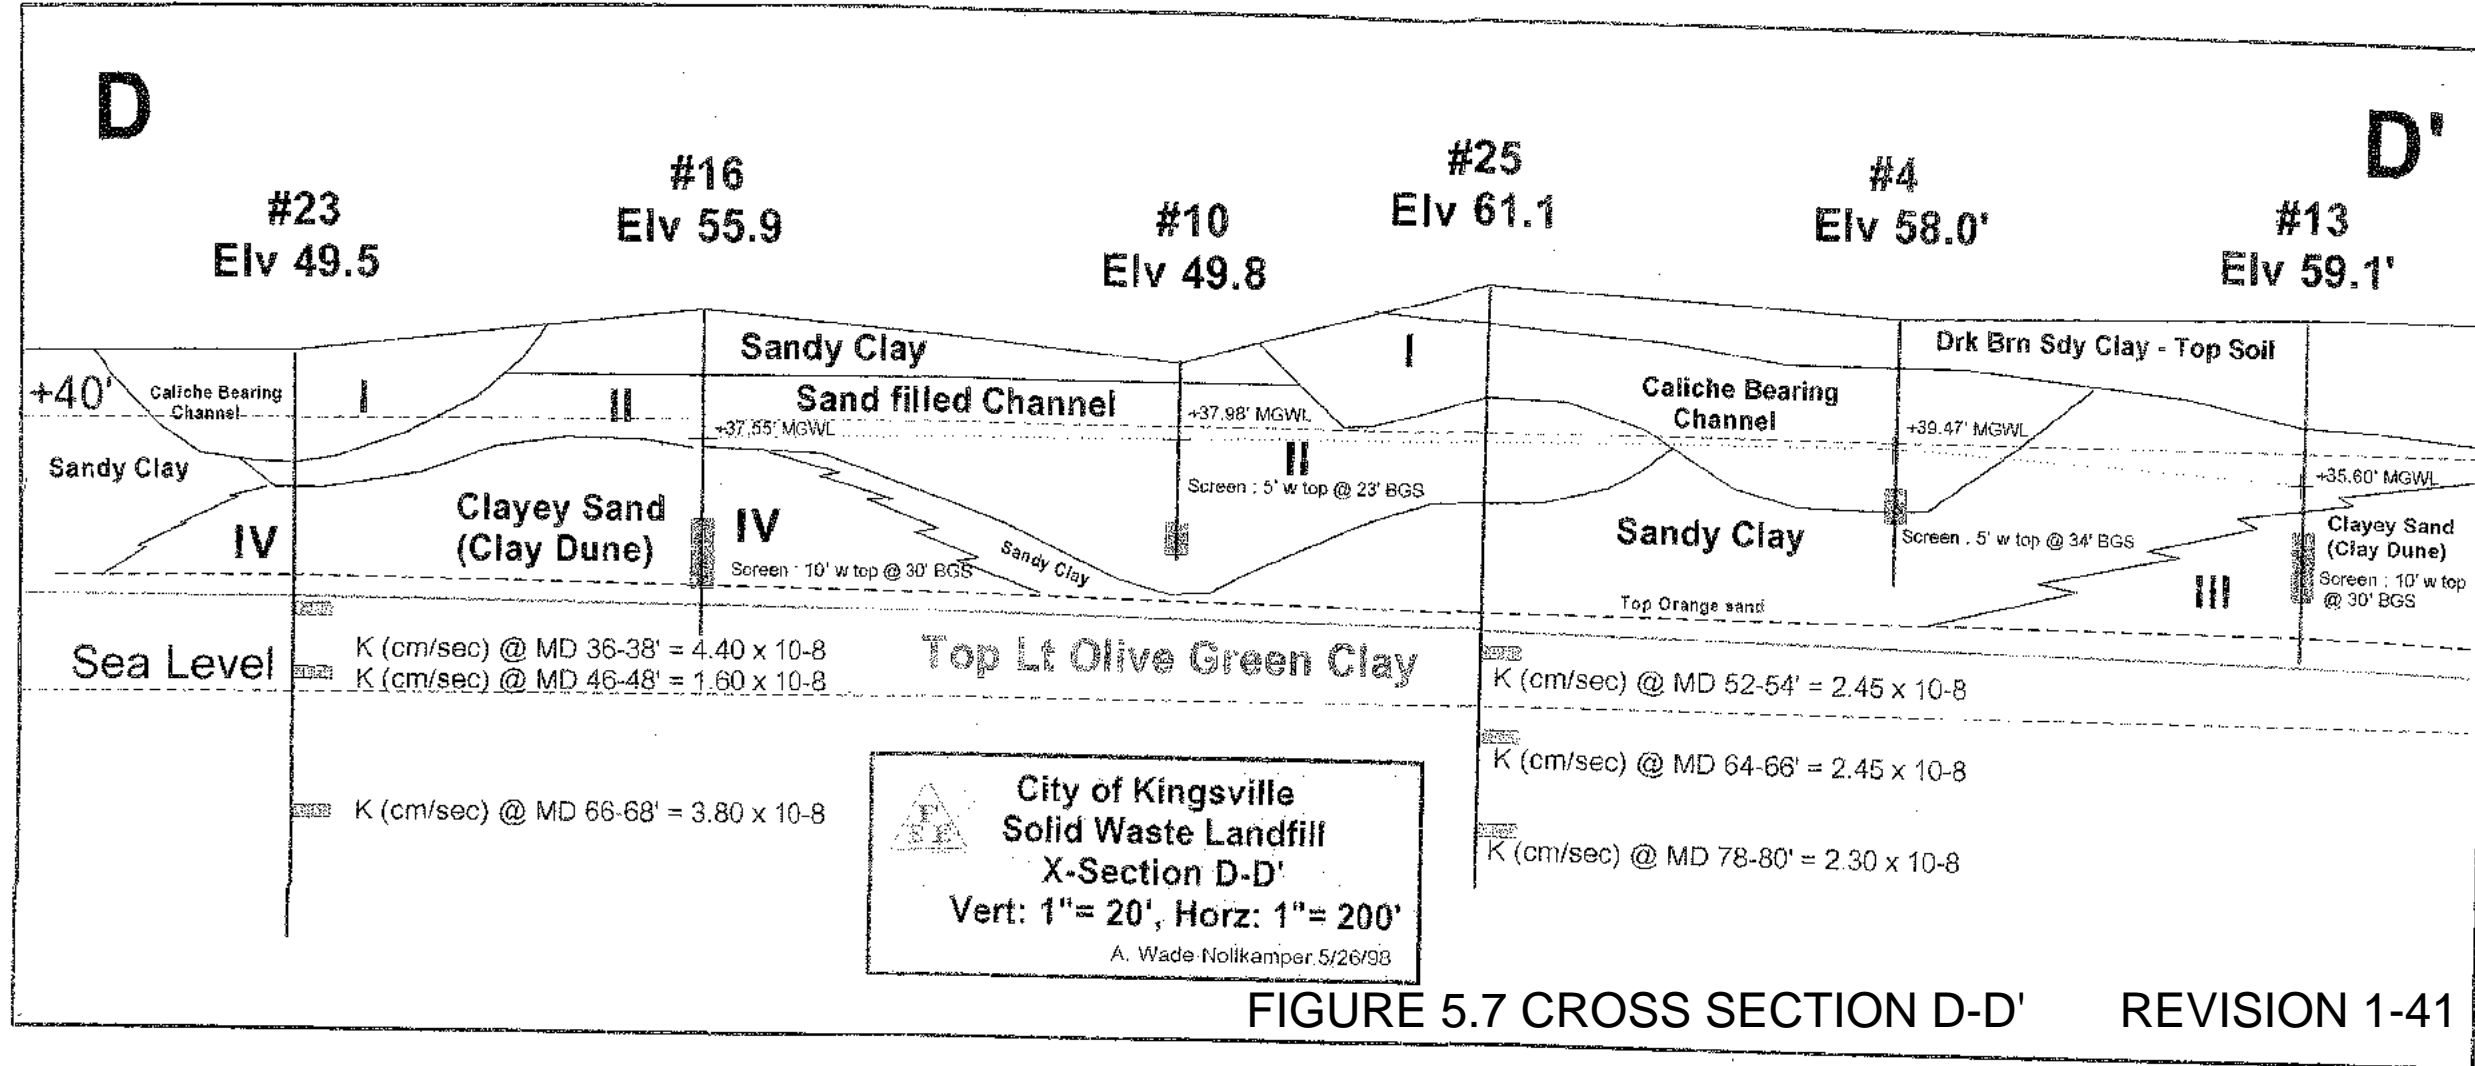 D
D'
#23
Elv 49.5
#16
Elv 55.9
#10
Elv 49.8
#25
Elv 61.1
#4
Elv 58.0'
#13
Elv 59.1'
+40'
Caliche Bearing
Channel
I
II
Sandy Clay
Sand filled Channel
+37.55' MGWL
+37.98' MGWL
I
Drk Brn Sdy Clay - Top Soil
Caliche Bearing
Channel
+39.47' MGWL
+35.60' MGWL
Sandy Clay
IV
Clayey Sand
(Clay Dune)
IV
Screen : 10' w top @ 30' BGS
Sandy Clay
II
Screen : 5' w top @ 23' BGS
Sandy Clay
Screen . 5' w top @ 34' BGS
III
Clayey Sand
(Clay Dune)
Screen : 10' w top
@ 30' BGS
Top Orange sand
Sea Level
K (cm/sec) @ MD 36-38' = 4.40 x 10-8
K (cm/sec) @ MD 46-48' = 1.60 x 10-8
K (cm/sec) @ MD 66-68' = 3.80 x 10-8
Top Lt Olive Green Clay
K (cm/sec) @ MD 52-54' = 2.45 x 10-8
K (cm/sec) @ MD 64-66' = 2.45 x 10-8
K (cm/sec) @ MD 78-80' = 2.30 x 10-8
City of Kingsville
Solid Waste Landfill
X-Section D-D'
Vert: 1"= 20', Horz: 1"= 200'
A. Wade Nollkamper 5/26/98
FIGURE 5.7 CROSS SECTION D-D'
REVISION 1-41